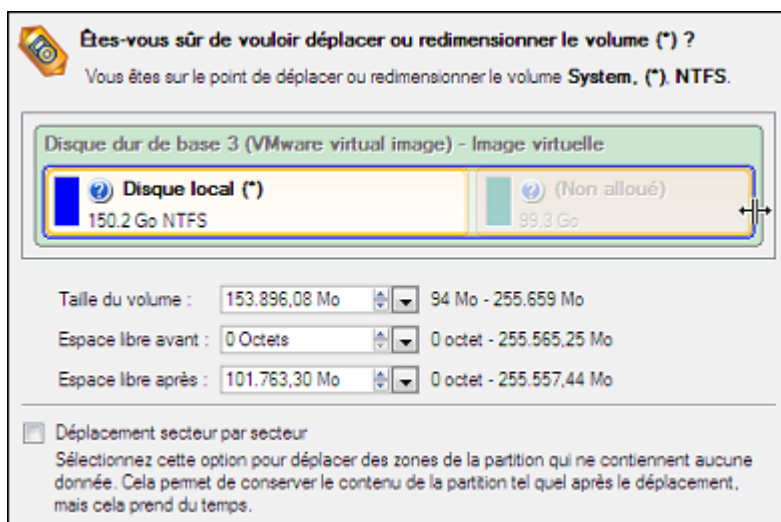 Êtes-vous sûr de vouloir déplacer ou redimensionner le volume (*) ?
Vous êtes sur le point de déplacer ou redimensionner le volume System, (*), NTFS.
Disque dur de base 3 (VMware virtual image) - Image virtuelle
Disque local (*)
150.2 Go NTFS
(Non alloué)
99.3 Go
Taille du volume : 153.896,08 Mo 94 Mo - 255.659 Mo
Espace libre avant : 0 Octets 0 octet - 255.565,25 Mo
Espace libre après : 101.763,30 Mo 0 octet - 255.557,44 Mo
Déplacement secteur par secteur
Sélectionnez cette option pour déplacer des zones de la partition qui ne contiennent aucune
donnée. Cela permet de conserver le contenu de la partition tel quel après le déplacement,
mais cela prend du temps.